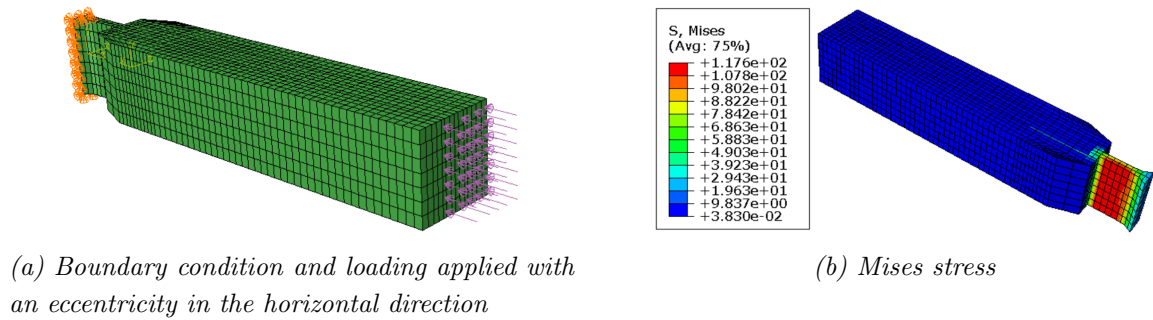 S, Mises
(Avg: 75%)
+1.176e+02
+1.078e+02
+9.802e+01
+8.822e+01
+7.842e+01
+6.863e+01
+5.883e+01
+4.903e+01
+3.923e+01
+2.943e+01
+1.963e+01
+9.837e+00
+3.830e-02
(a) Boundary condition and loading applied with
an eccentricity in the horizontal direction
(b) Mises stress